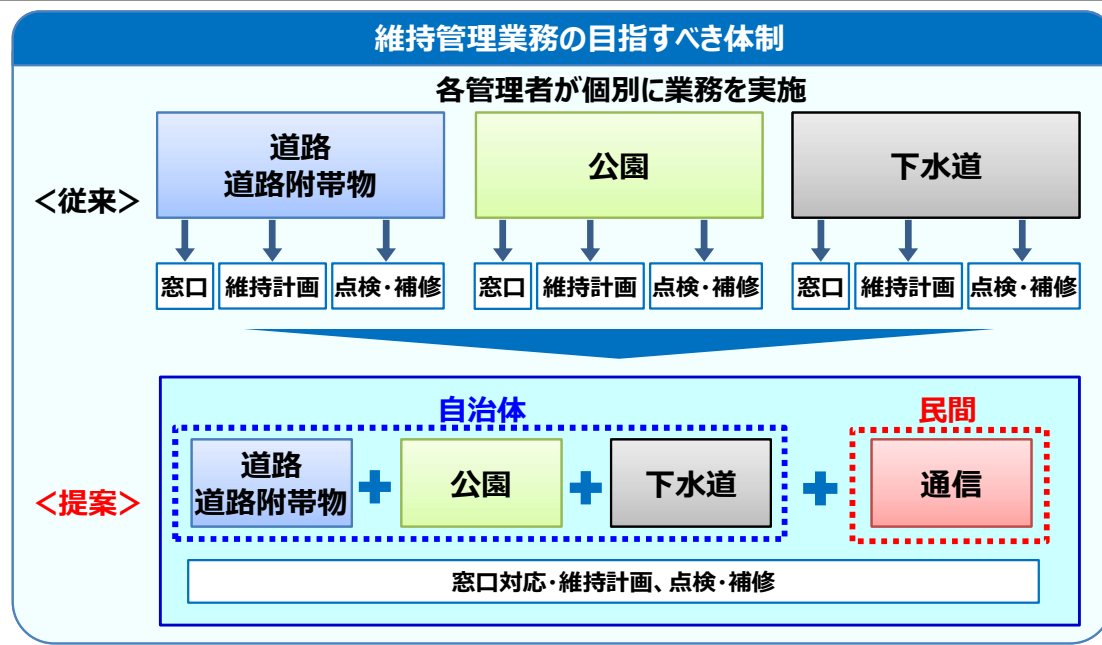 維持管理業務の目指すべき体制
各管理者が個別に業務を実施
<従来>
道路
道路附帯物
公園
下水道
窓口
維持計画
点検・補修
窓口
維持計画
点検・補修
窓口
維持計画
点検・補修
<提案>
自治体
民間
道路
道路附帯物
公園
下水道
通信
窓口対応・維持計画、点検・補修